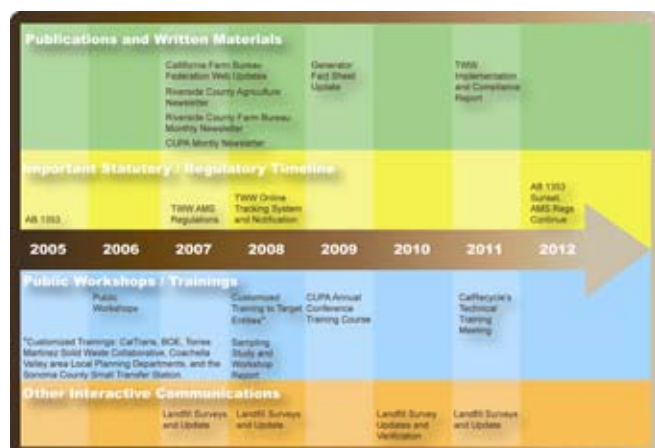 Publications and Written Materials
California Farm Bureau
Federation Web Updates
Riverside County Agriculture
Newsletter
Riverside County Farm Bureau
Monthly Newsletter
CUPA Montly Newsletter
Generator
Fact Sheet
Update
TWW
Implementation
and Compliance
Report
Important Statutory / Regulatory Timeline
AB 1353
TWW AMS
Regulations
TWW Online
Tracking System
and Notification
AB 1353
Sunset,
AMS Regs
Continue
2005 2006 2007 2008 2009 2010 2011 2012
Public Workshops / Trainings
Public
Workshops
Customized
Training to Target
Entities*
CUPA Annual
Conference
Training Course
CalRecycle's
Technical
Training
Meeting
*Customized Trainings: CalTrans, BOE, Torres
Martinez Solid Waste Collaborative, Coachella
Valley area Local Planning Departments, and the
Sonoma County Small Transfer Station
Sampling
Study and
Workshop
Report
Other Interactive Communications
Landfill Surveys
and Update
Landfill Surveys
and Update
Landfill Survey
Updates and
Verification
Landfill Surveys
and Update